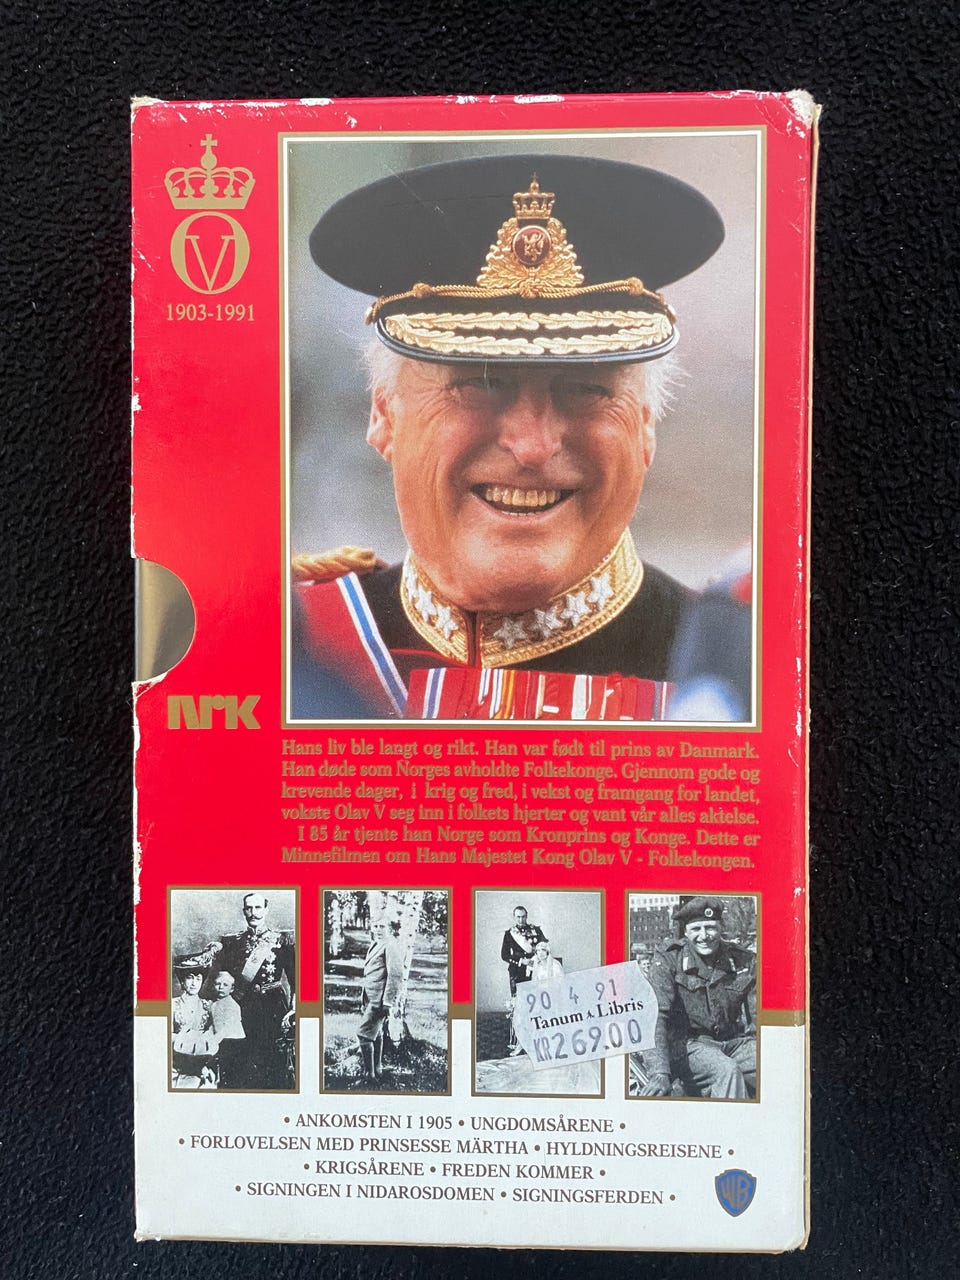 V
1903-1991
NRK
Hans liv ble langt og rikt. Han var født til prins av Danmark.
Han døde som Norges avholdte Folkekonge. Gjennom gode og
krevende dager, i krig og fred, i vekst og framgang for landet,
vokste Olav V seg inn i folkets hjerter og vant vår alles aktelse.
I 85 år tjente han Norge som Kronprins og Konge. Dette er
Minnefilmen om Hans Majestet Kong Olav V - Folkekongen.
90 4 91
Tanum A. Libris
KR269.00
• ANKOMSTEN I 1905 • UNGDOMSÅRENE •
• FORLOVELSEN MED PRINSESSE MÄRTHA • HYLDNINGSREISENE •
• KRIGSÅRENE • FREDEN KOMMER •
• SIGNINGEN I NIDAROSDOMEN • SIGNINGSFERDEN •
WB